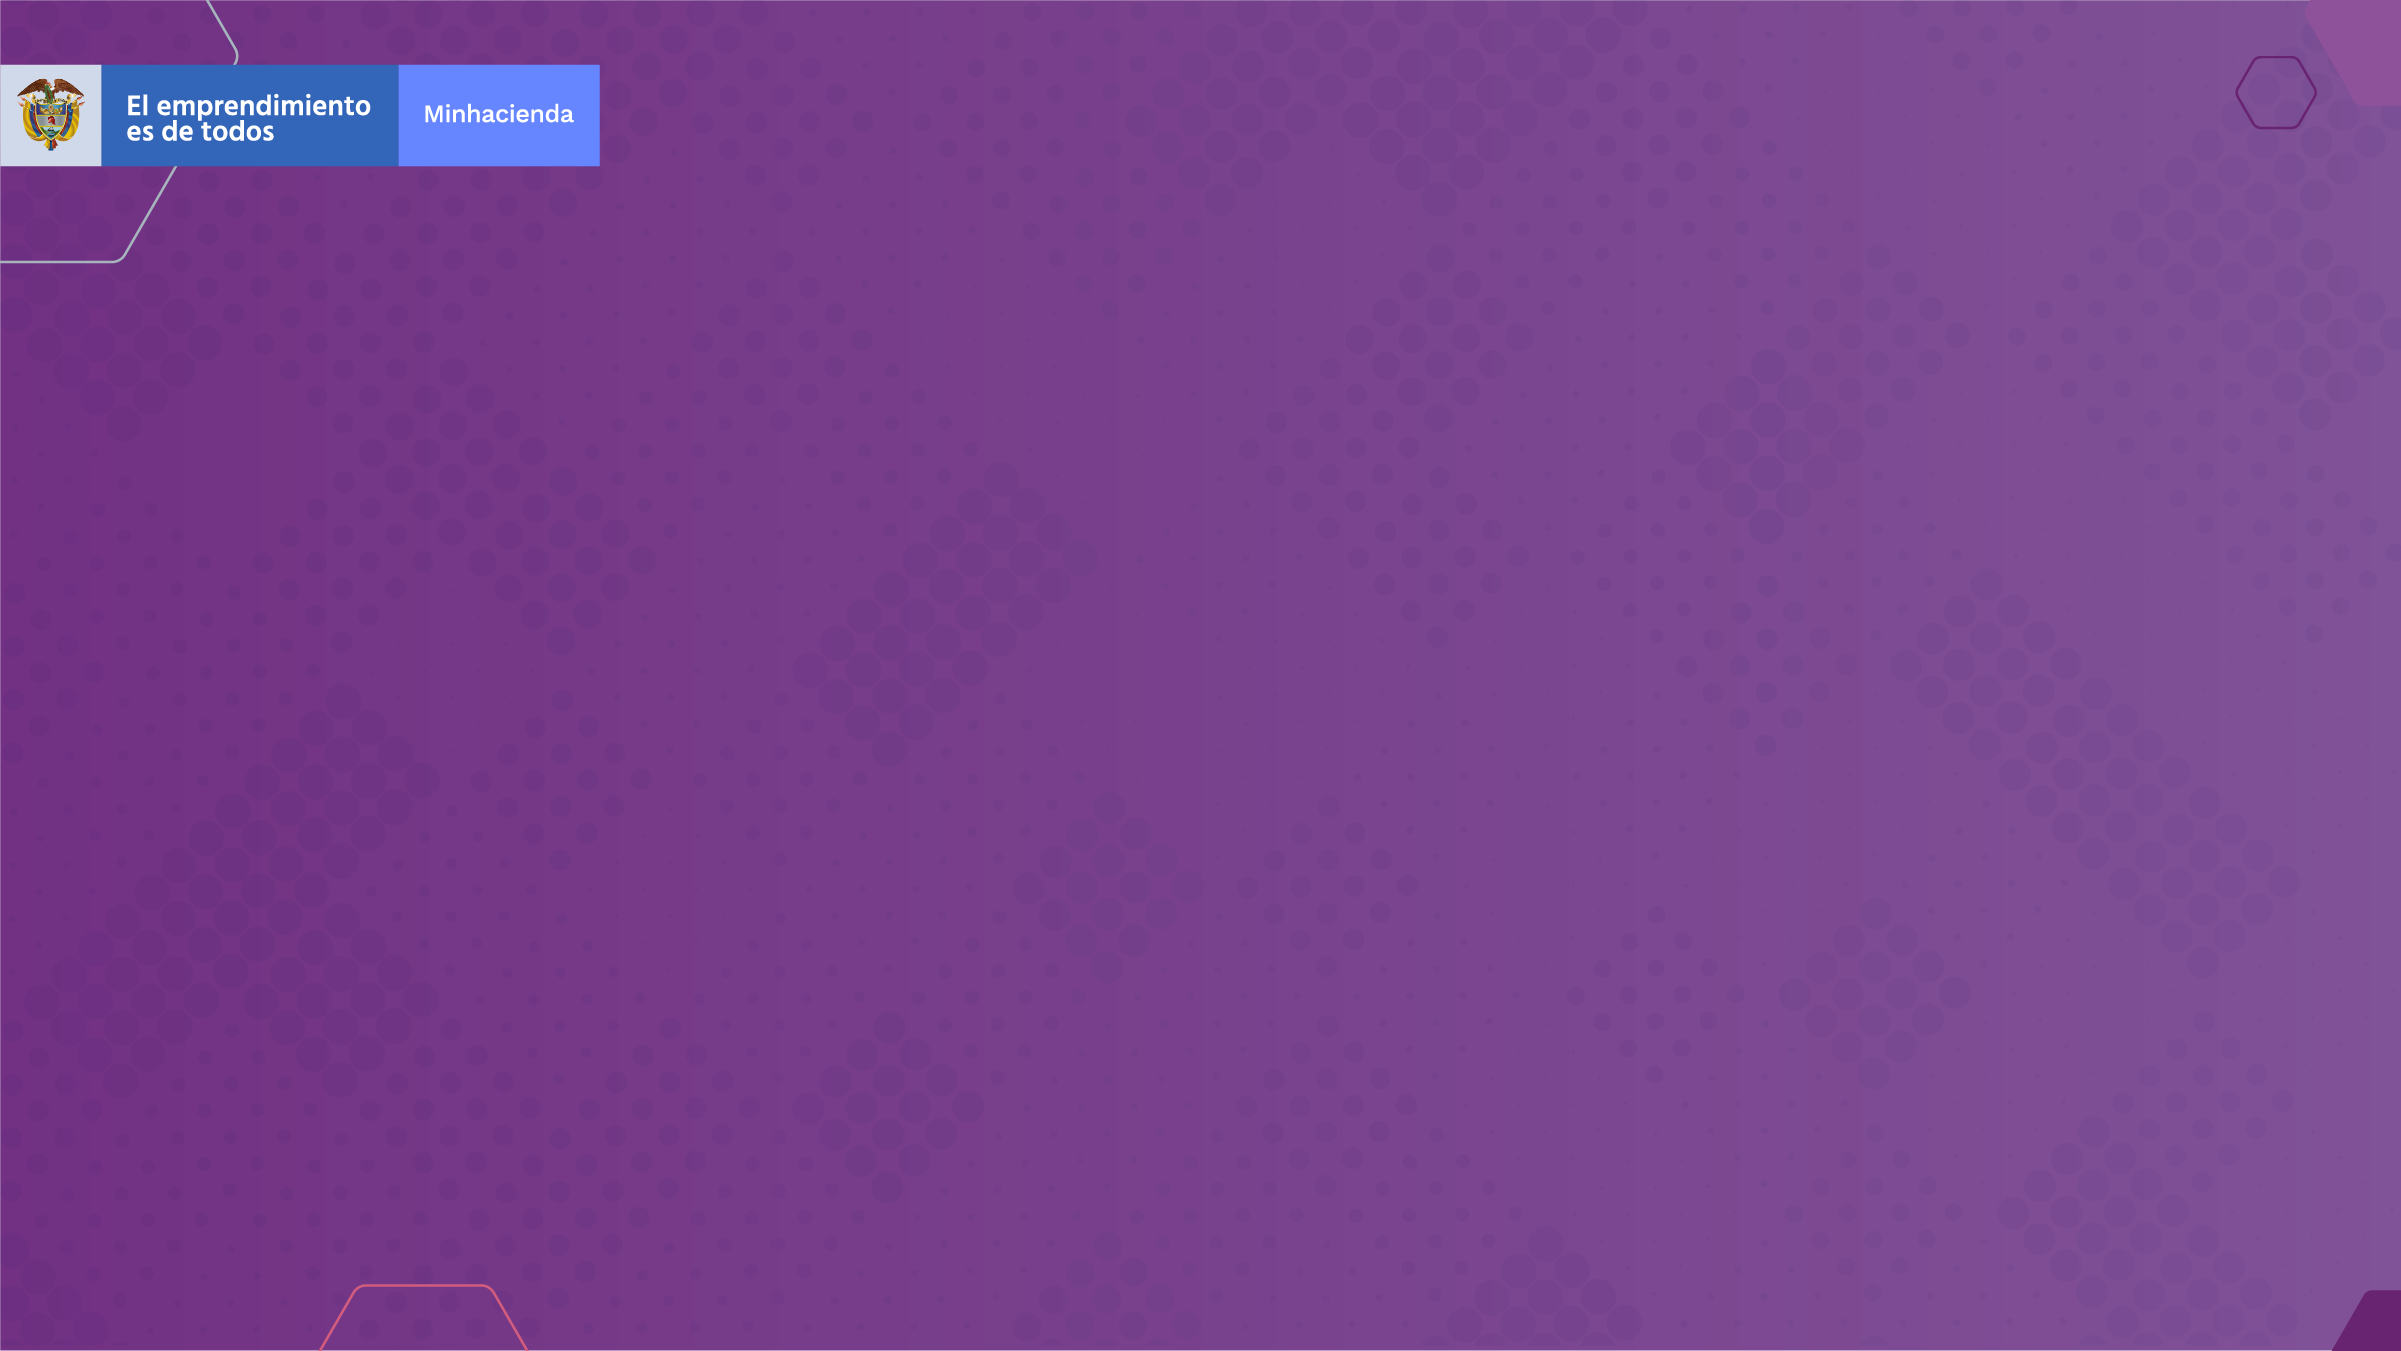 El emprendimiento
es de todos
Minhacienda